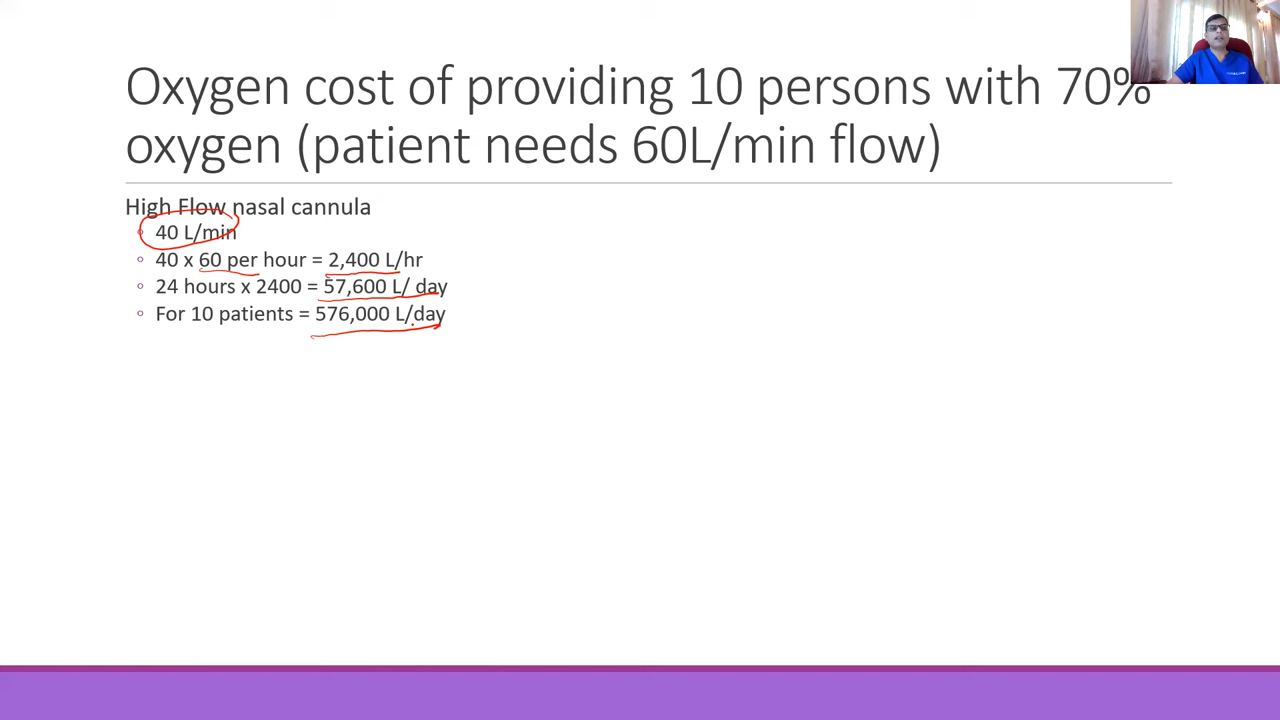 Oxygen cost of providing 10 persons with 70%
oxygen (patient needs 60L/min flow)
High Flow nasal cannula
◦ 40 L/min
◦ 40 x 60 per hour = 2,400 L/hr
◦ 24 hours x 2400 = 57,600 L/ day
◦ For 10 patients = 576,000 L/day